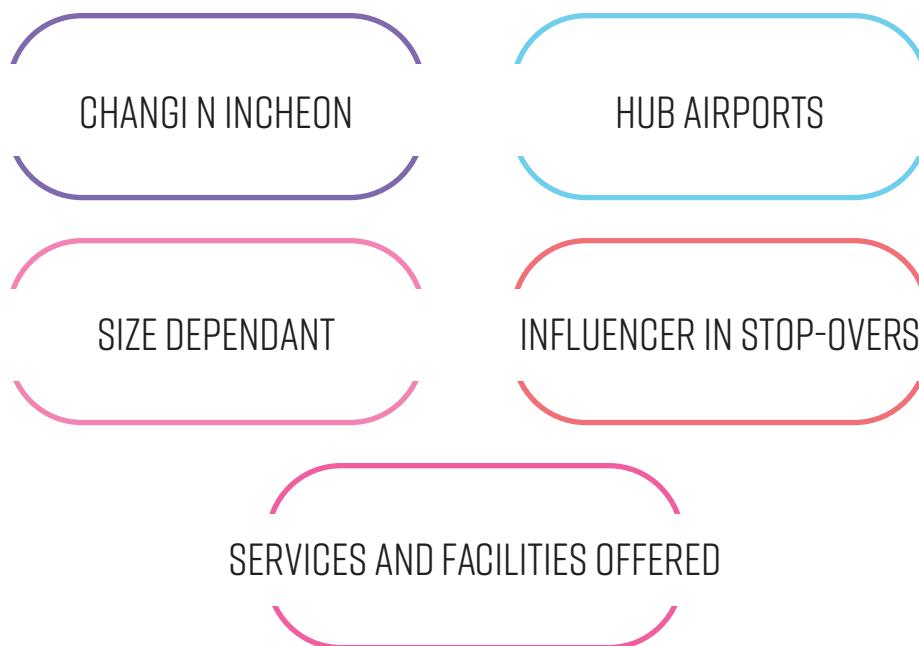 CHANGI N INCHEON
HUB AIRPORTS
SIZE DEPENDANT
INFLUENCER IN STOP-OVERS
SERVICES AND FACILITIES OFFERED